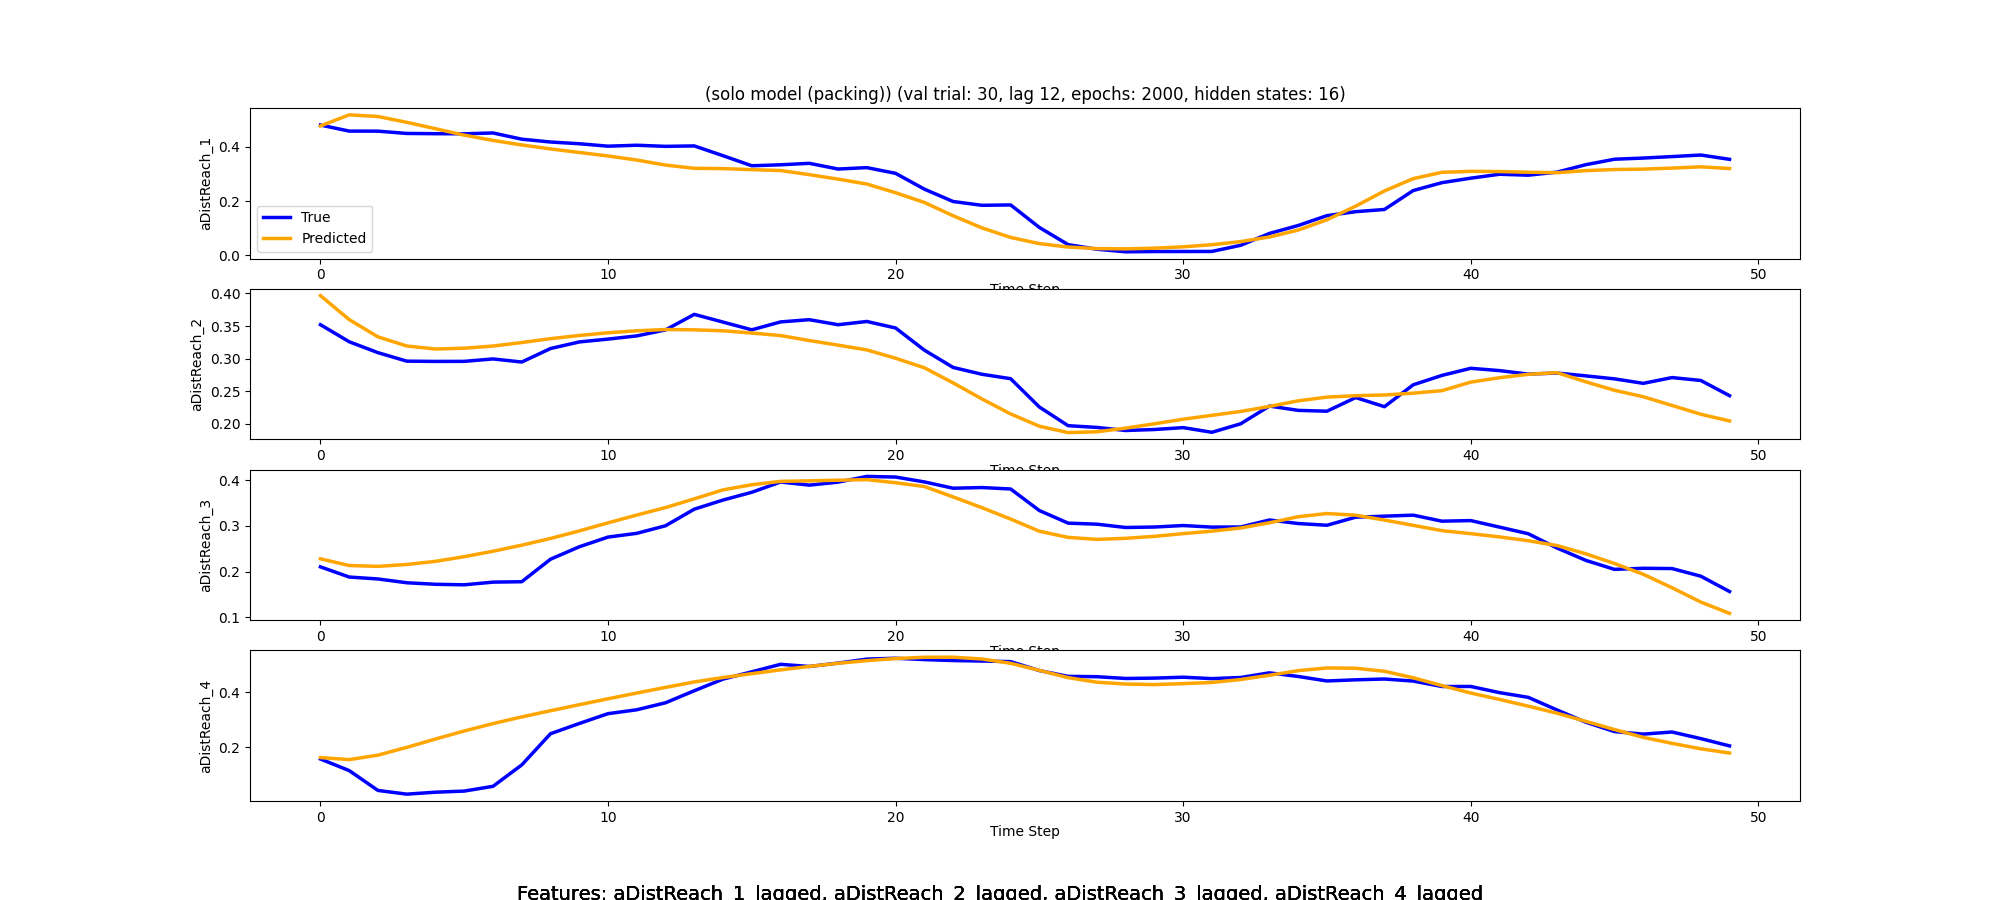 (solo model (packing)) (val trial: 30, lag 12, epochs: 2000, hidden states: 16)
aDistReach_1
0.4
0.2
0.0
True
Predicted
0 10 20 30 40 50
Time Step
aDistReach_2
0.40
0.35
0.30
0.25
0.20
0 10 20 30 40 50
Time Step
aDistReach_3
0.4
0.3
0.2
0.1
0 10 20 30 40 50
Time Step
aDistReach_4
0.4
0.2
0 10 20 30 40 50
Time Step
Features: aDistReach_1_lagged, aDistReach_2_lagged, aDistReach_3_lagged, aDistReach_4_lagged